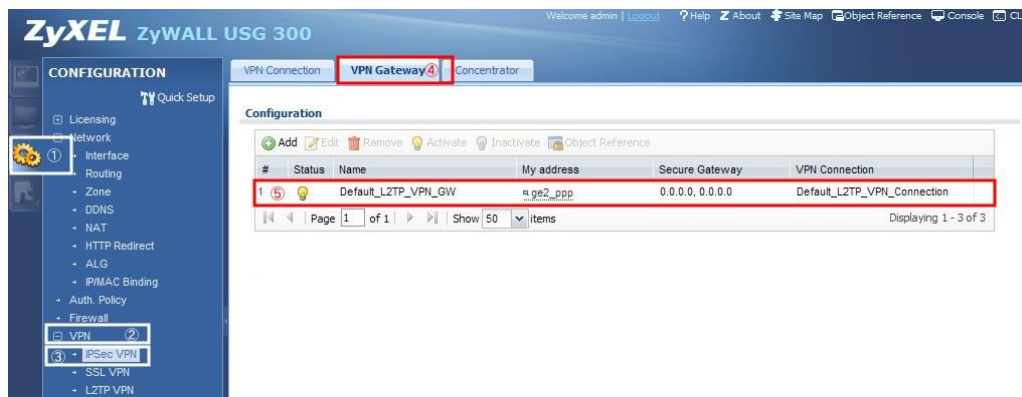 Welcome admin | Logout ?Help Z About Site Map Object Reference Console CL
ZyXEL ZyWALL USG 300
CONFIGURATION
Quick Setup
Licensing
Network
① Interface
Routing
Zone
DDNS
NAT
HTTP Redirect
ALG
IP/MAC Binding
Auth. Policy
Firewall
VPN ②
③ IPSec VPN
SSL VPN
L2TP VPN
VPN Connection VPN Gateway④ Concentrator
Configuration
Add Edit Remove Activate Inactivate Object Reference
# Status Name My address Secure Gateway VPN Connection
1 ⑤ Default_L2TP_VPN_GW ge2_ppp 0.0.0.0, 0.0.0.0 Default_L2TP_VPN_Connection
Page 1 of 1 Show 50 items Displaying 1 - 3 of 3